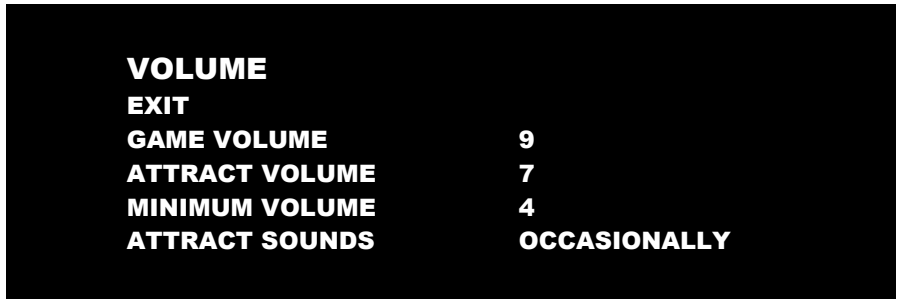 VOLUME
EXIT
GAME VOLUME 9
ATTRACT VOLUME 7
MINIMUM VOLUME 4
ATTRACT SOUNDS OCCASIONALLY